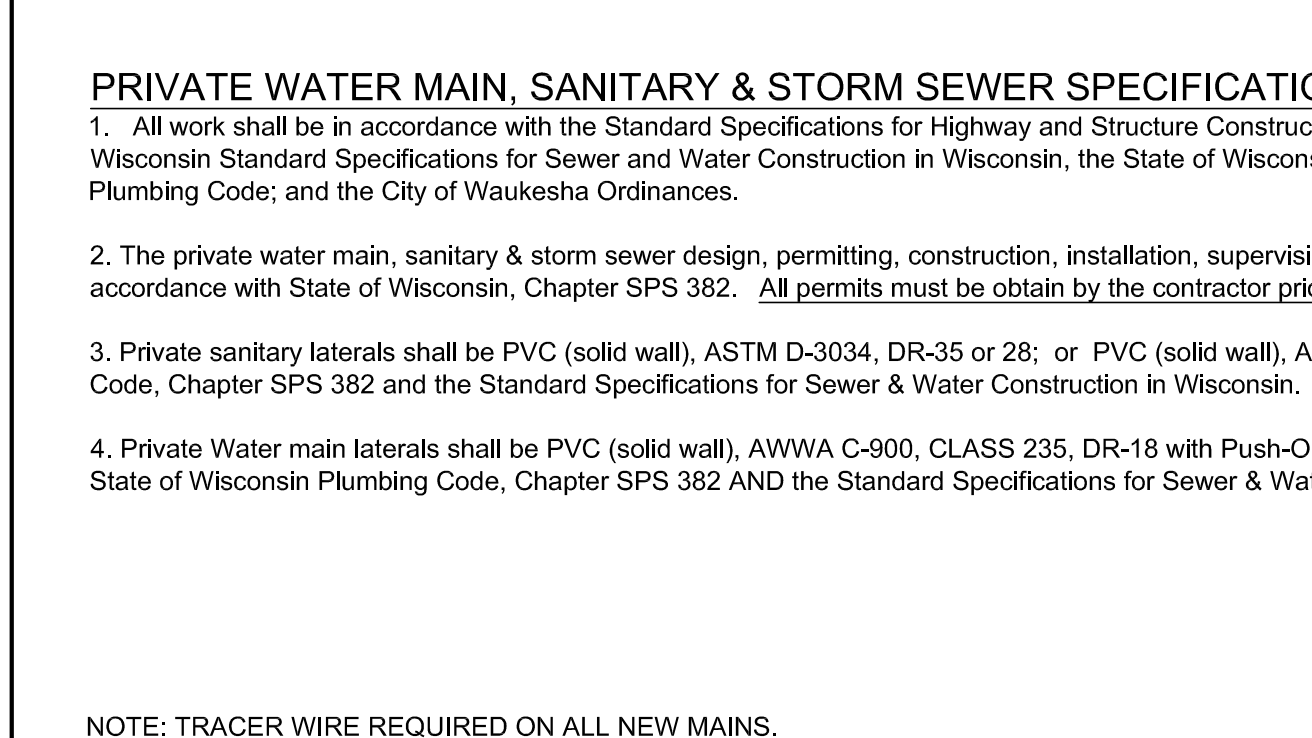 PRIVATE WATER MAIN, SANITARY & STORM SEWER SPECIFICATIO
1. All work shall be in accordance with the Standard Specifications for Highway and Structure Construc
Wisconsin Standard Specifications for Sewer and Water Construction in Wisconsin, the State of Wiscons
Plumbing Code; and the City of Waukesha Ordinances.
2. The private water main, sanitary & storm sewer design, permitting, construction, installation, supervisi
accordance with State of Wisconsin, Chapter SPS 382. All permits must be obtain by the contractor prio
3. Private sanitary laterals shall be PVC (solid wall), ASTM D-3034, DR-35 or 28; or PVC (solid wall), A
Code, Chapter SPS 382 and the Standard Specifications for Sewer & Water Construction in Wisconsin.
4. Private Water main laterals shall be PVC (solid wall), AWWA C-900, CLASS 235, DR-18 with Push-O
State of Wisconsin Plumbing Code, Chapter SPS 382 AND the Standard Specifications for Sewer & Wat
NOTE: TRACER WIRE REQUIRED ON ALL NEW MAINS.